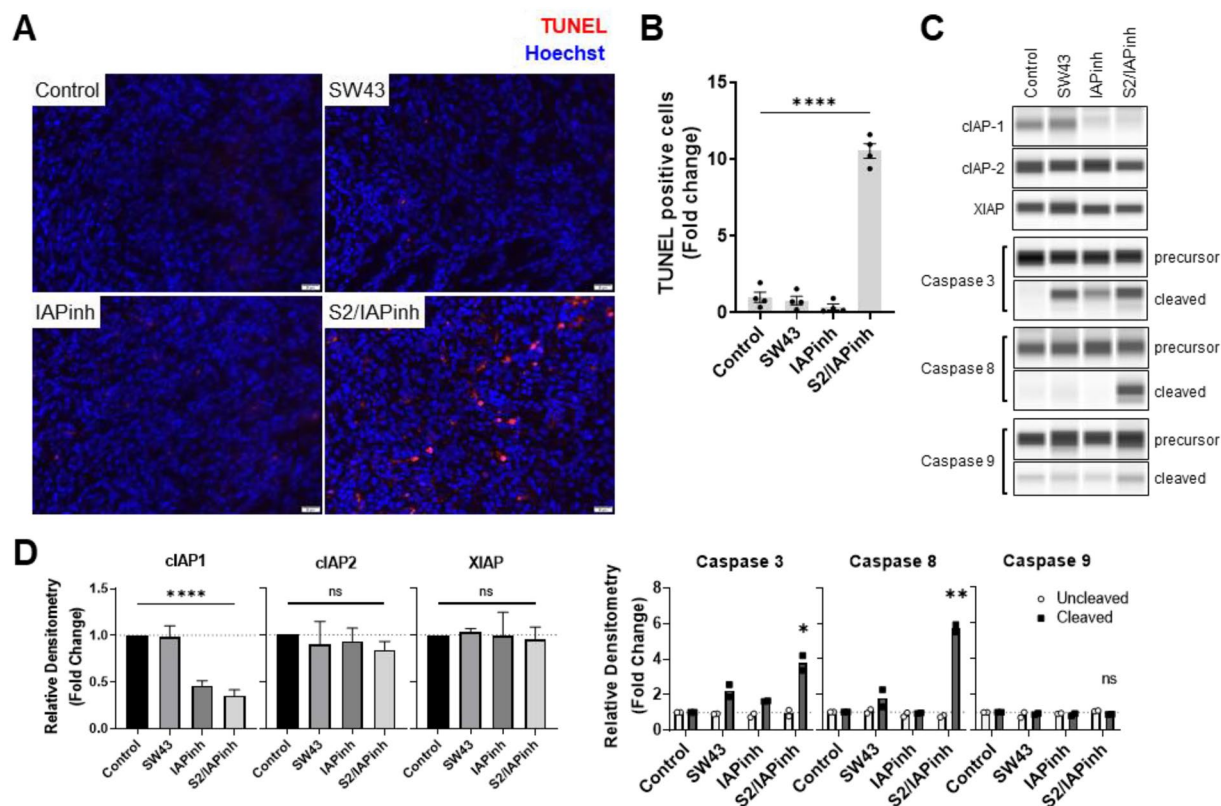 A
TUNEL
Hoechst
Control
SW43
IAPinh
S2/IAPinh
B
TUNEL positive cells
(Fold change)
15
10
5
0
****
Control
SW43
IAPinh
S2/IAPinh
C
Control
SW43
IAPinh
S2/IAPinh
cIAP-1
cIAP-2
XIAP
Caspase 3
precursor
cleaved
Caspase 8
precursor
cleaved
Caspase 9
precursor
cleaved
D
Relative Densitometry
(Fold Change)
1.5
1.0
0.5
0.0
cIAP1
****
Control
SW43
IAPinh
S2/IAPinh
cIAP2
ns
Control
SW43
IAPinh
S2/IAPinh
XIAP
ns
Control
SW43
IAPinh
S2/IAPinh
Relative Densitometry
(Fold Change)
8
6
4
2
0
Caspase 3
*
Control
SW43
IAPinh
S2/IAPinh
Caspase 8
**
Control
SW43
IAPinh
S2/IAPinh
Caspase 9
Uncleaved
Cleaved
ns
Control
SW43
IAPinh
S2/IAPinh